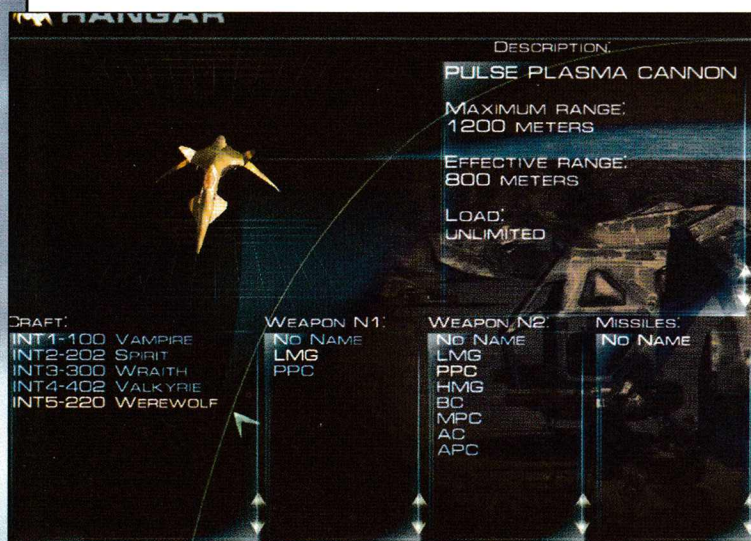 HANGAR
DESCRIPTION:
PULSE PLASMA CANNON
MAXIMUM RANGE:
1200 METERS
EFFECTIVE RANGE:
800 METERS
LOAD:
UNLIMITED
CRAFT:
INT1-100 VAMPIRE
INT2-202 SPIRIT
INT3-300 WRAITH
INT4-402 VALKYRIE
INT5-220 WEREWOLF
WEAPON N1:
NO NAME
LMG
PPC
WEAPON N2:
NO NAME
LMG
PPC
HMG
BC
MPC
AC
APC
MISSILES:
NO NAME